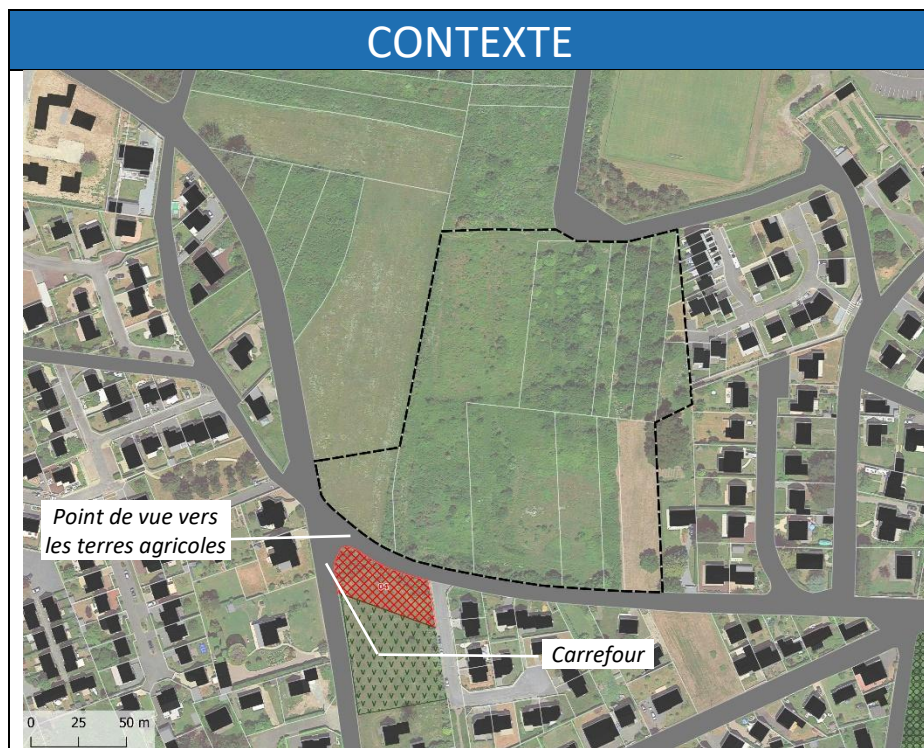 CONTEXTE
Point de vue vers
les terres agricoles
Carrefour
0 25 50 m